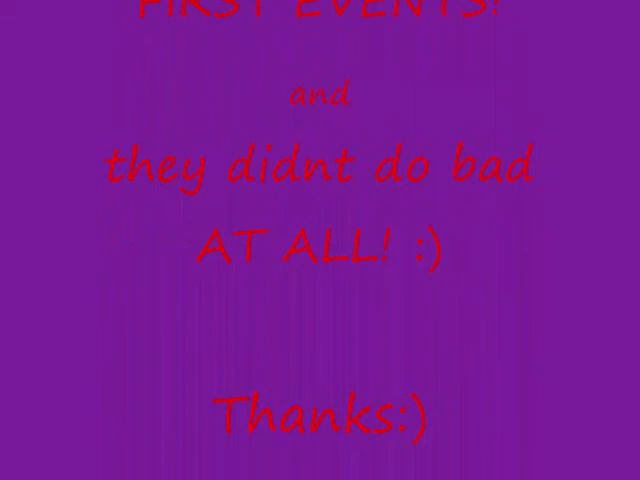 FIRST EVENTS!
and
they didnt do bad
AT ALL! :)
Thanks:)